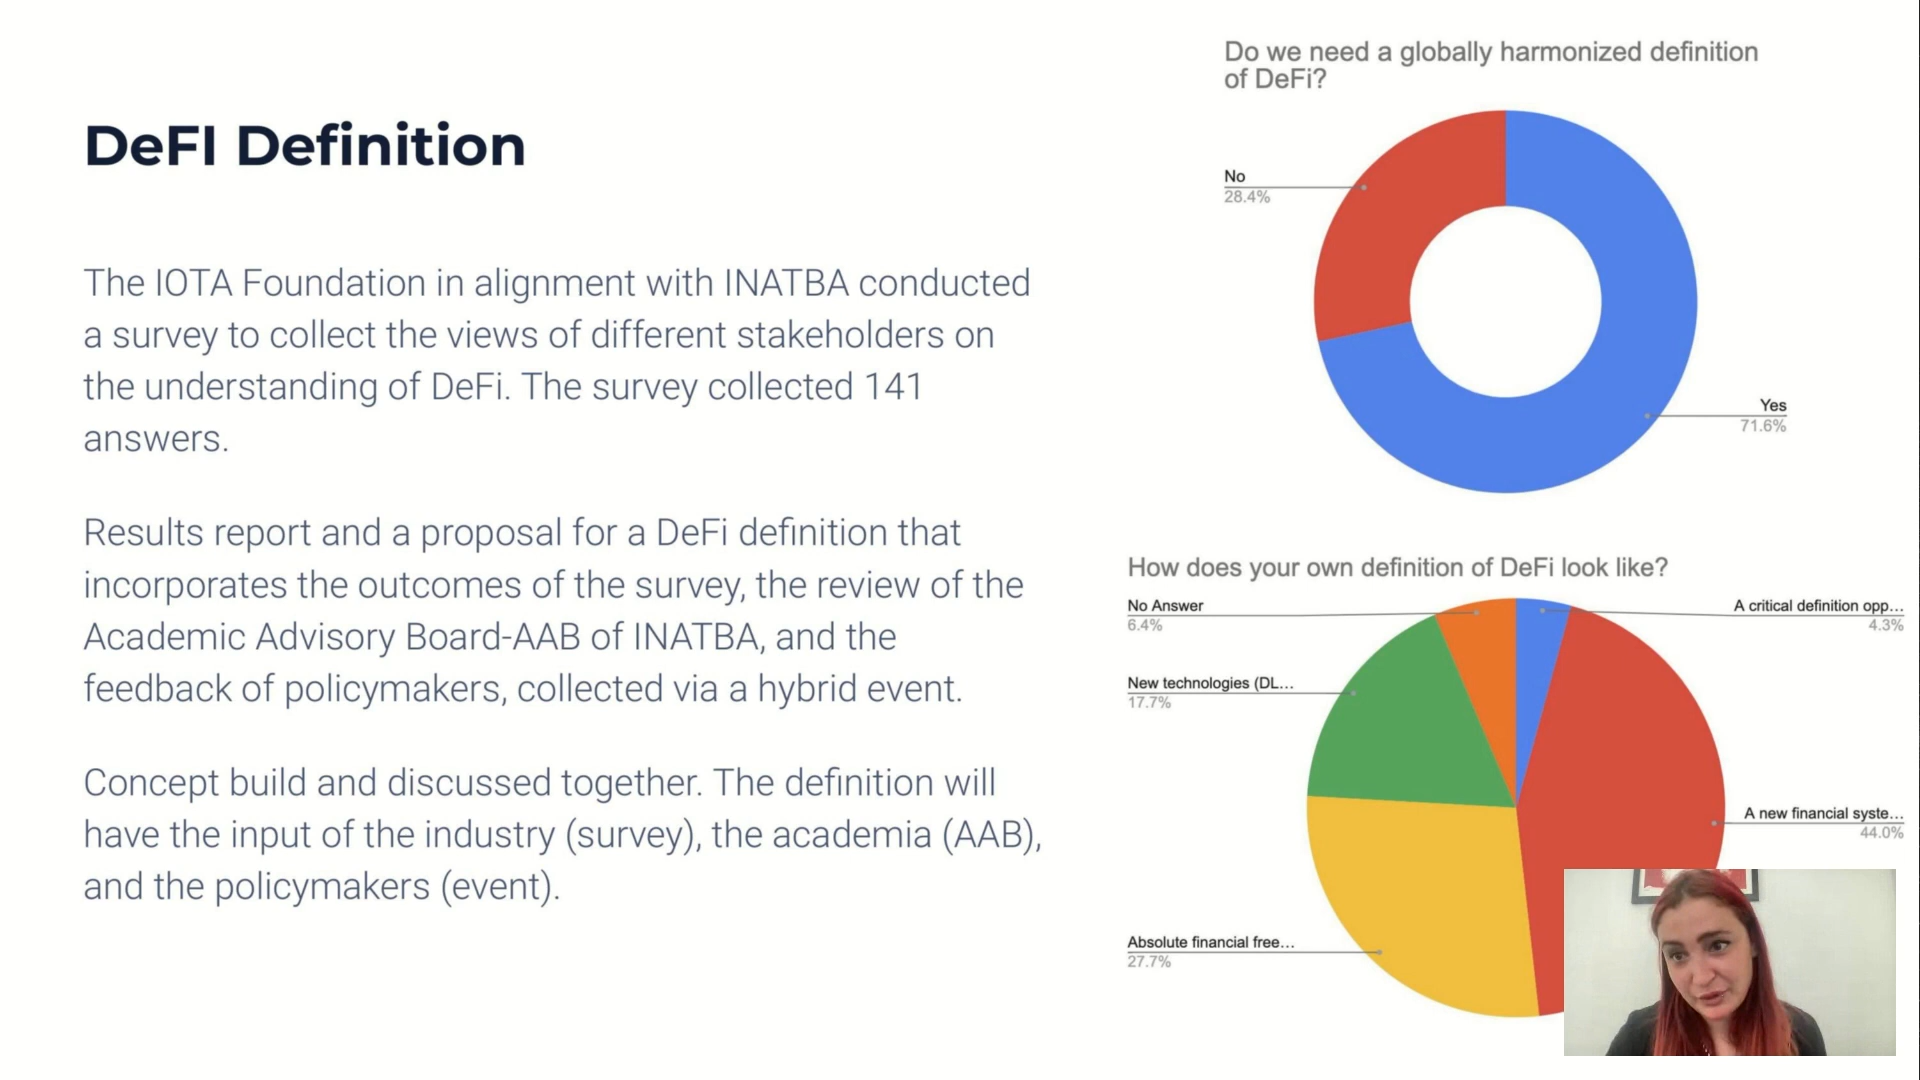 DeFI Definition
The IOTA Foundation in alignment with INATBA conducted
a survey to collect the views of different stakeholders on
the understanding of DeFi. The survey collected 141
answers.
Results report and a proposal for a DeFi definition that
incorporates the outcomes of the survey, the review of the
Academic Advisory Board-AAB of INATBA, and the
feedback of policymakers, collected via a hybrid event.
Concept build and discussed together. The definition will
have the input of the industry (survey), the academia (AAB),
and the policymakers (event).
Do we need a globally harmonized definition
of DeFi?
No
28.4%
Yes
71.6%
How does your own definition of DeFi look like?
No Answer
6.4%
A critical definition opp...
4.3%
New technologies (DL...
17.7%
A new financial syste...
44.0%
Absolute financial free...
27.7%